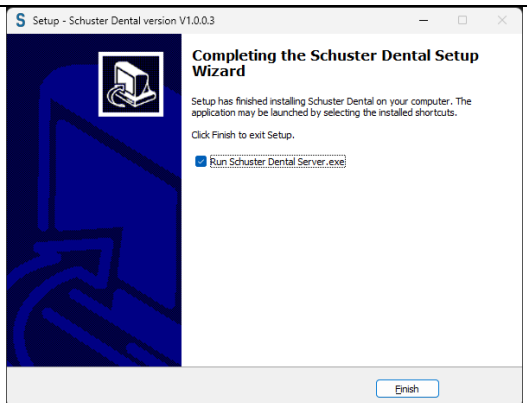 S Setup - Schuster Dental version V1.0.0.3
Completing the Schuster Dental Setup
Wizard
Setup has finished installing Schuster Dental on your computer. The
application may be launched by selecting the installed shortcuts.
Click Finish to exit Setup.
Run Schuster Dental Server.exe
Finish